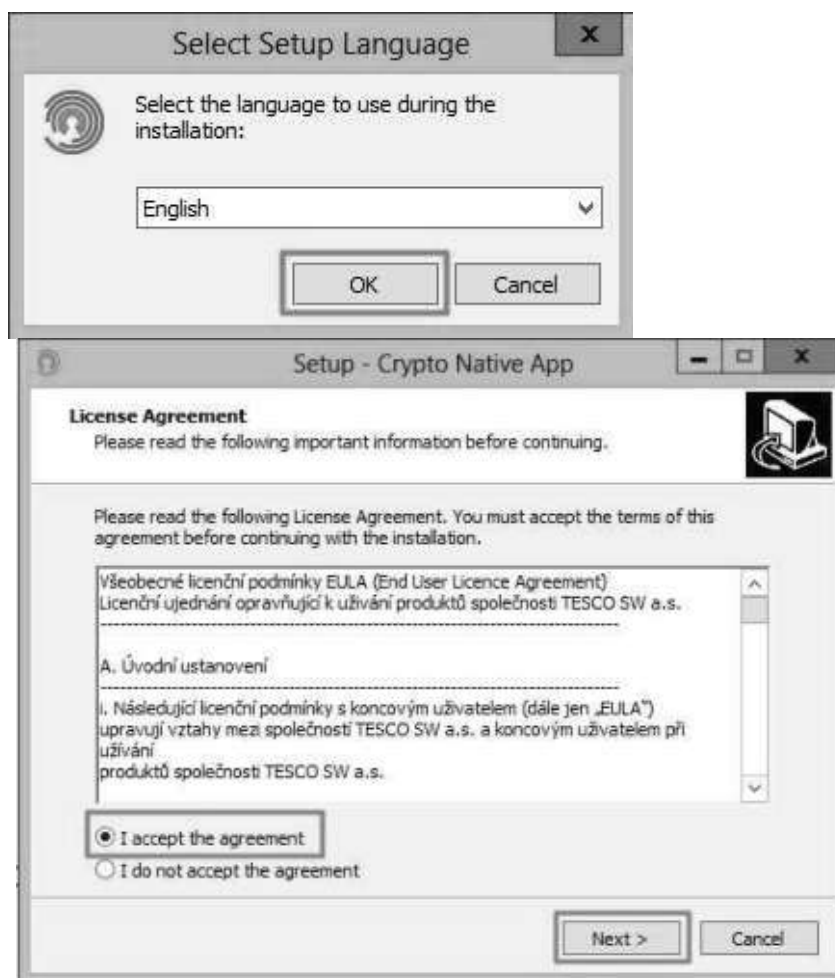 Select Setup Language
x
Select the language to use during the
installation:
English
OK
Cancel
Setup - Crypto Native App
x
License Agreement
Please read the following important information before continuing.
Please read the following License Agreement. You must accept the terms of this
agreement before continuing with the installation.
Všeobecné licenční podmínky EULA (End User Licence Agreement)
Licenční ujednání opravňující k užívání produktů společnosti TESCO SW a.s.
--------------------------------------------------------------------------------
A. Úvodní ustanovení
--------------------------------------------------------------------------------
i. Následující licenční podmínky s koncovým uživatelem (dále jen „EULA")
upravují vztahy mezi společností TESCO SW a.s. a koncovým uživatelem při
užívání
produktů společnosti TESCO SW a.s.
I accept the agreement
I do not accept the agreement
Next >
Cancel